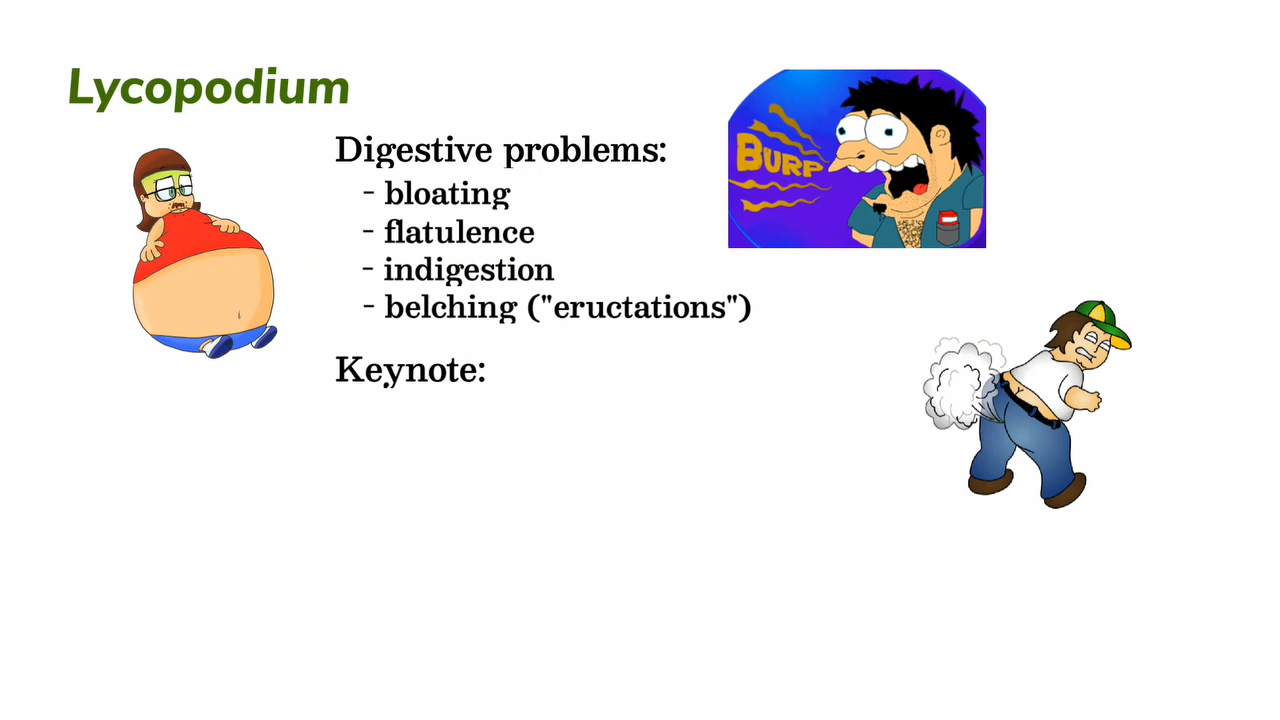 Lycopodium
BURP
Digestive problems:
- bloating
- flatulence
- indigestion
- belching ("eructations")
Keynote: